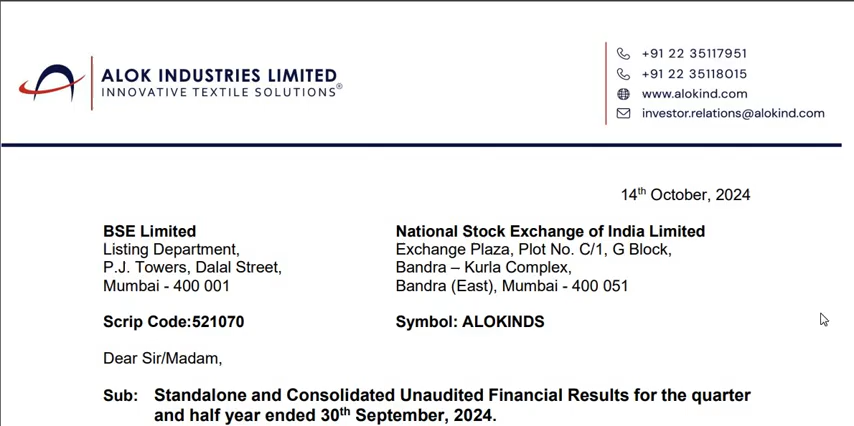 ALOK INDUSTRIES LIMITED
INNOVATIVE TEXTILE SOLUTIONS®
+91 22 35117951
+91 22 35118015
www.alokind.com
investor.relations@alokind.com
14th October, 2024
BSE Limited
Listing Department,
P.J. Towers, Dalal Street,
Mumbai - 400 001
National Stock Exchange of India Limited
Exchange Plaza, Plot No. C/1, G Block,
Bandra – Kurla Complex,
Bandra (East), Mumbai - 400 051
Scrip Code:521070
Symbol: ALOKINDS
Dear Sir/Madam,
Sub: Standalone and Consolidated Unaudited Financial Results for the quarter
and half year ended 30th September, 2024.